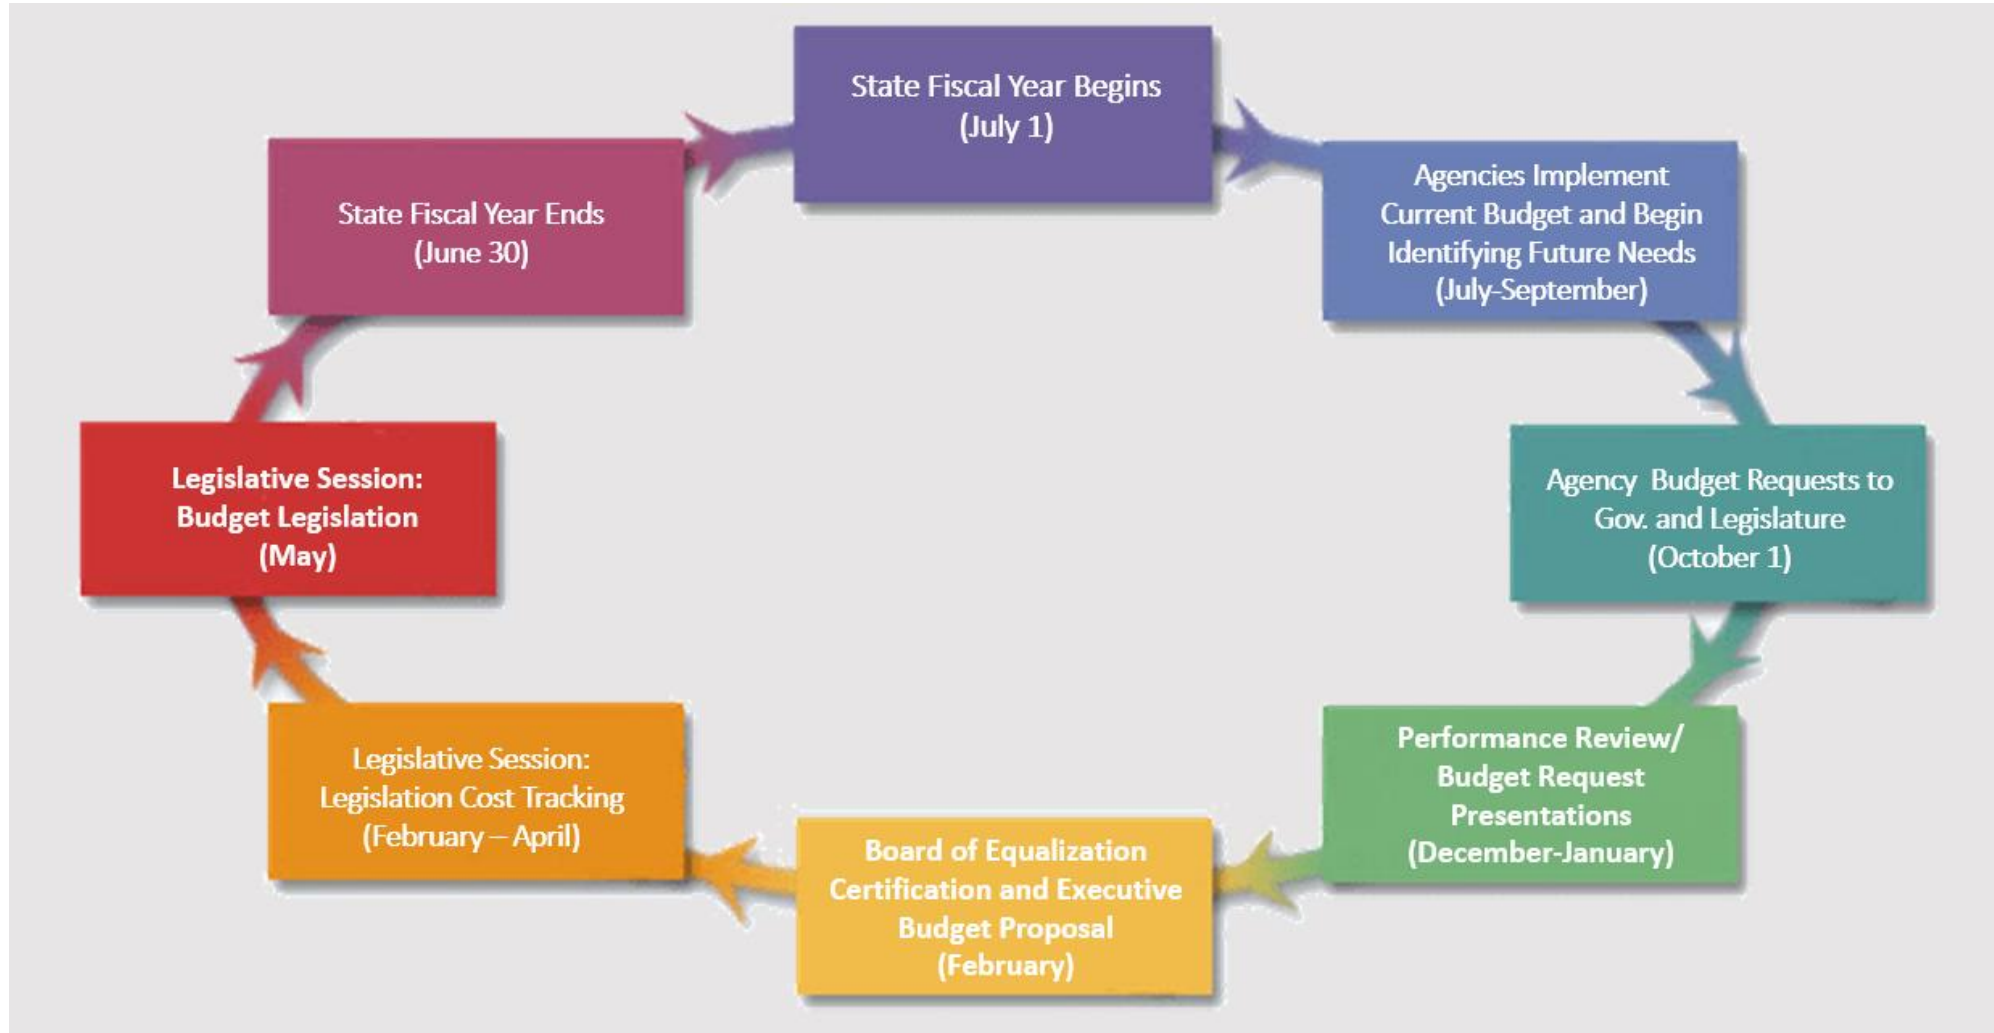 State Fiscal Year Begins
(July 1)
Agencies Implement
Current Budget and Begin
Identifying Future Needs
(July-September)
Agency  Budget Requests to
Gov. and Legislature
(October 1)
Performance Review/
Budget Request
Presentations
(December-January)
Board of Equalization
Certification and Executive
Budget Proposal
(February)
Legislative Session:
Legislation Cost Tracking
(February – April)
Legislative Session:
Budget Legislation
(May)
State Fiscal Year Ends
(June 30)